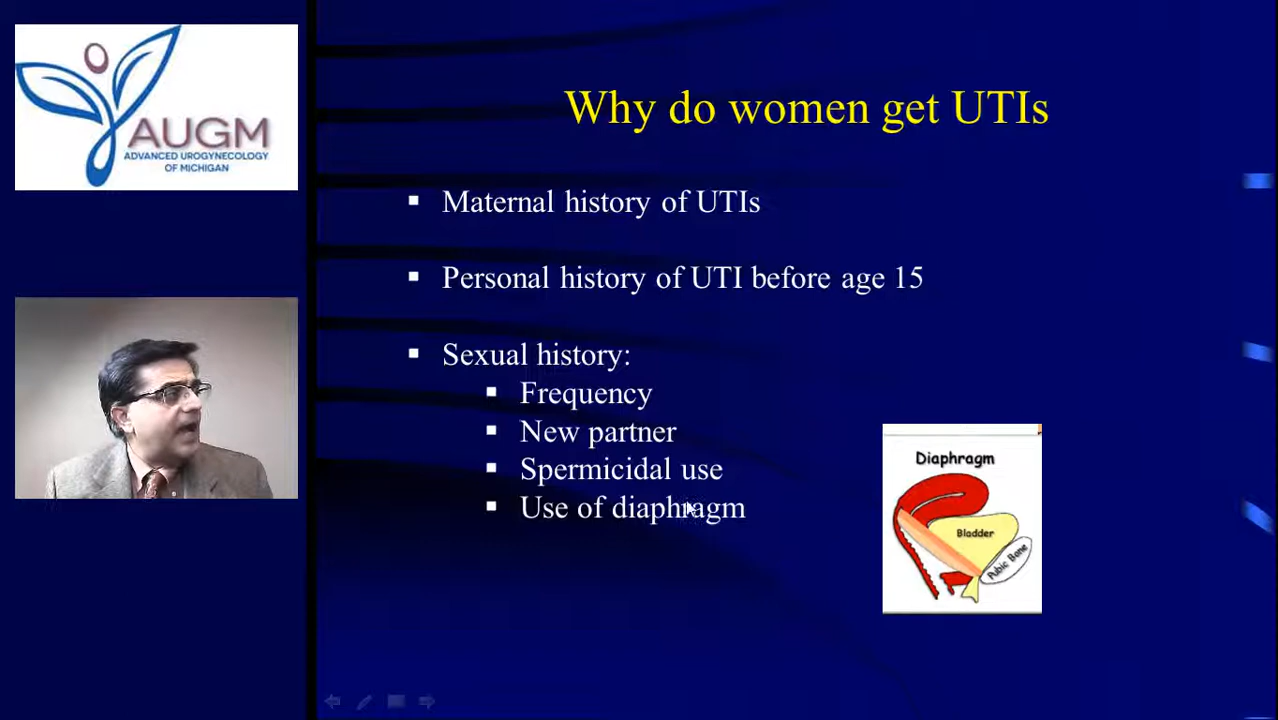 AUGM
ADVANCED UROGYNECOLOGY
OF MICHIGAN
Why do women get UTIs
Maternal history of UTIs
Personal history of UTI before age 15
Sexual history:
Frequency
New partner
Spermicidal use
Use of diaphragm
Diaphragm
Bladder
Pubic Bone